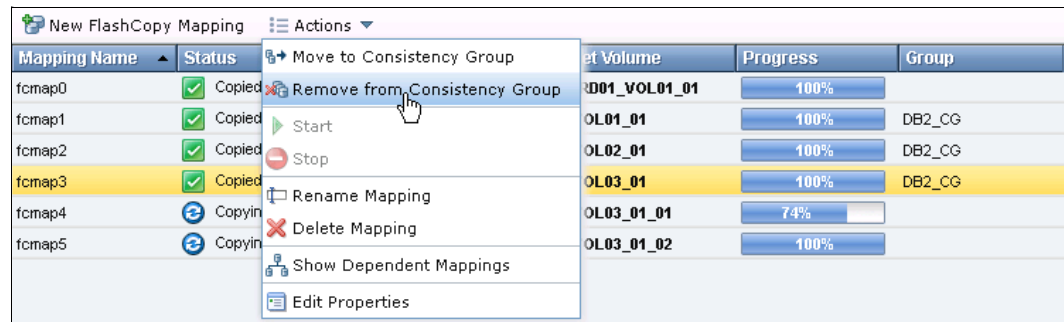 New FlashCopy Mapping Actions
Mapping Name Status et Volume Progress Group
Move to Consistency Group
fcmap0 Copied D01_VOL01_01 100%
Remove from Consistency Group
fcmap1 Copied OL01_01 100% DB2_CG
Start
fcmap2 Copied OL02_01 100% DB2_CG
Stop
fcmap3 Copied OL03_01 100% DB2_CG
Rename Mapping
fcmap4 Copyin OL03_01_01 74%
Delete Mapping
fcmap5 Copyin OL03_01_02 100%
Show Dependent Mappings
Edit Properties